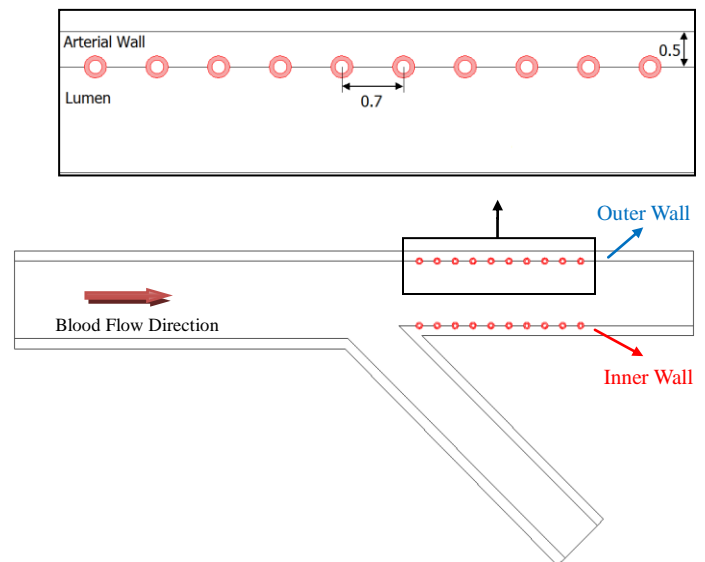 Arterial Wall
0.5
Lumen
0.7
Outer Wall
Blood Flow Direction
Inner Wall